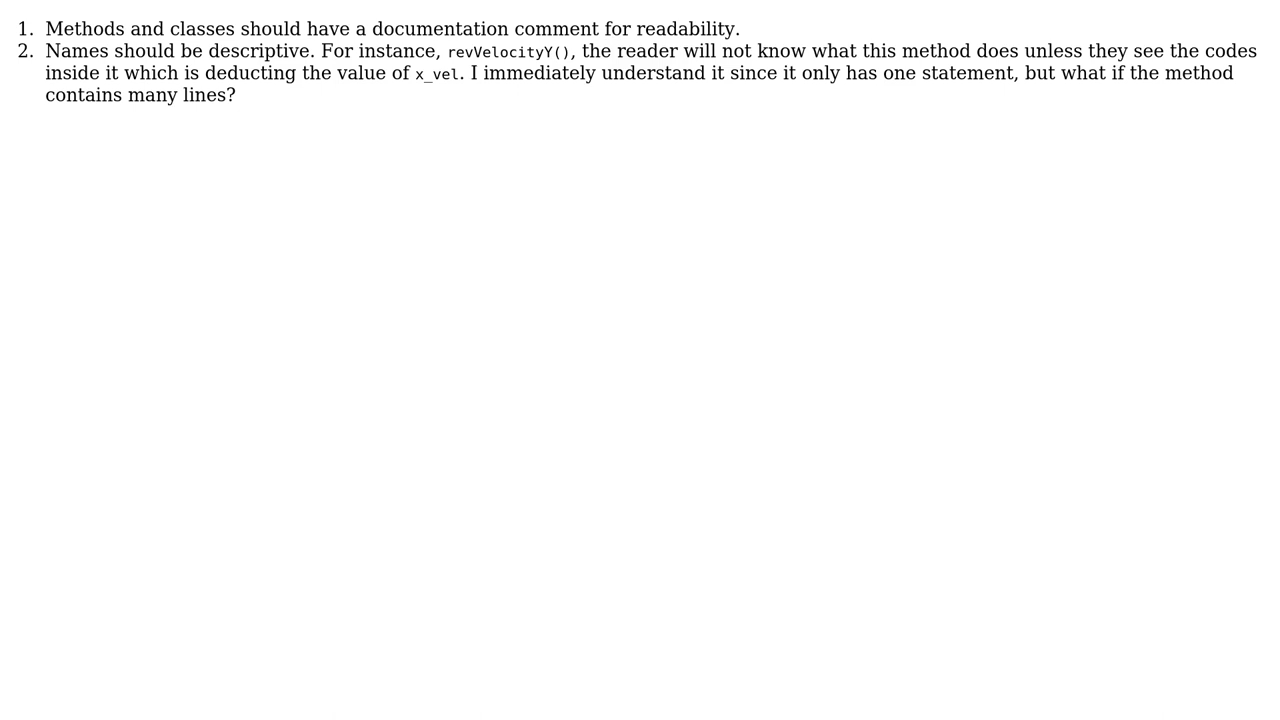 1. Methods and classes should have a documentation comment for readability.
2. Names should be descriptive. For instance, revVelocityY(), the reader will not know what this method does unless they see the codes
inside it which is deducting the value of x_vel. I immediately understand it since it only has one statement, but what if the method
contains many lines?